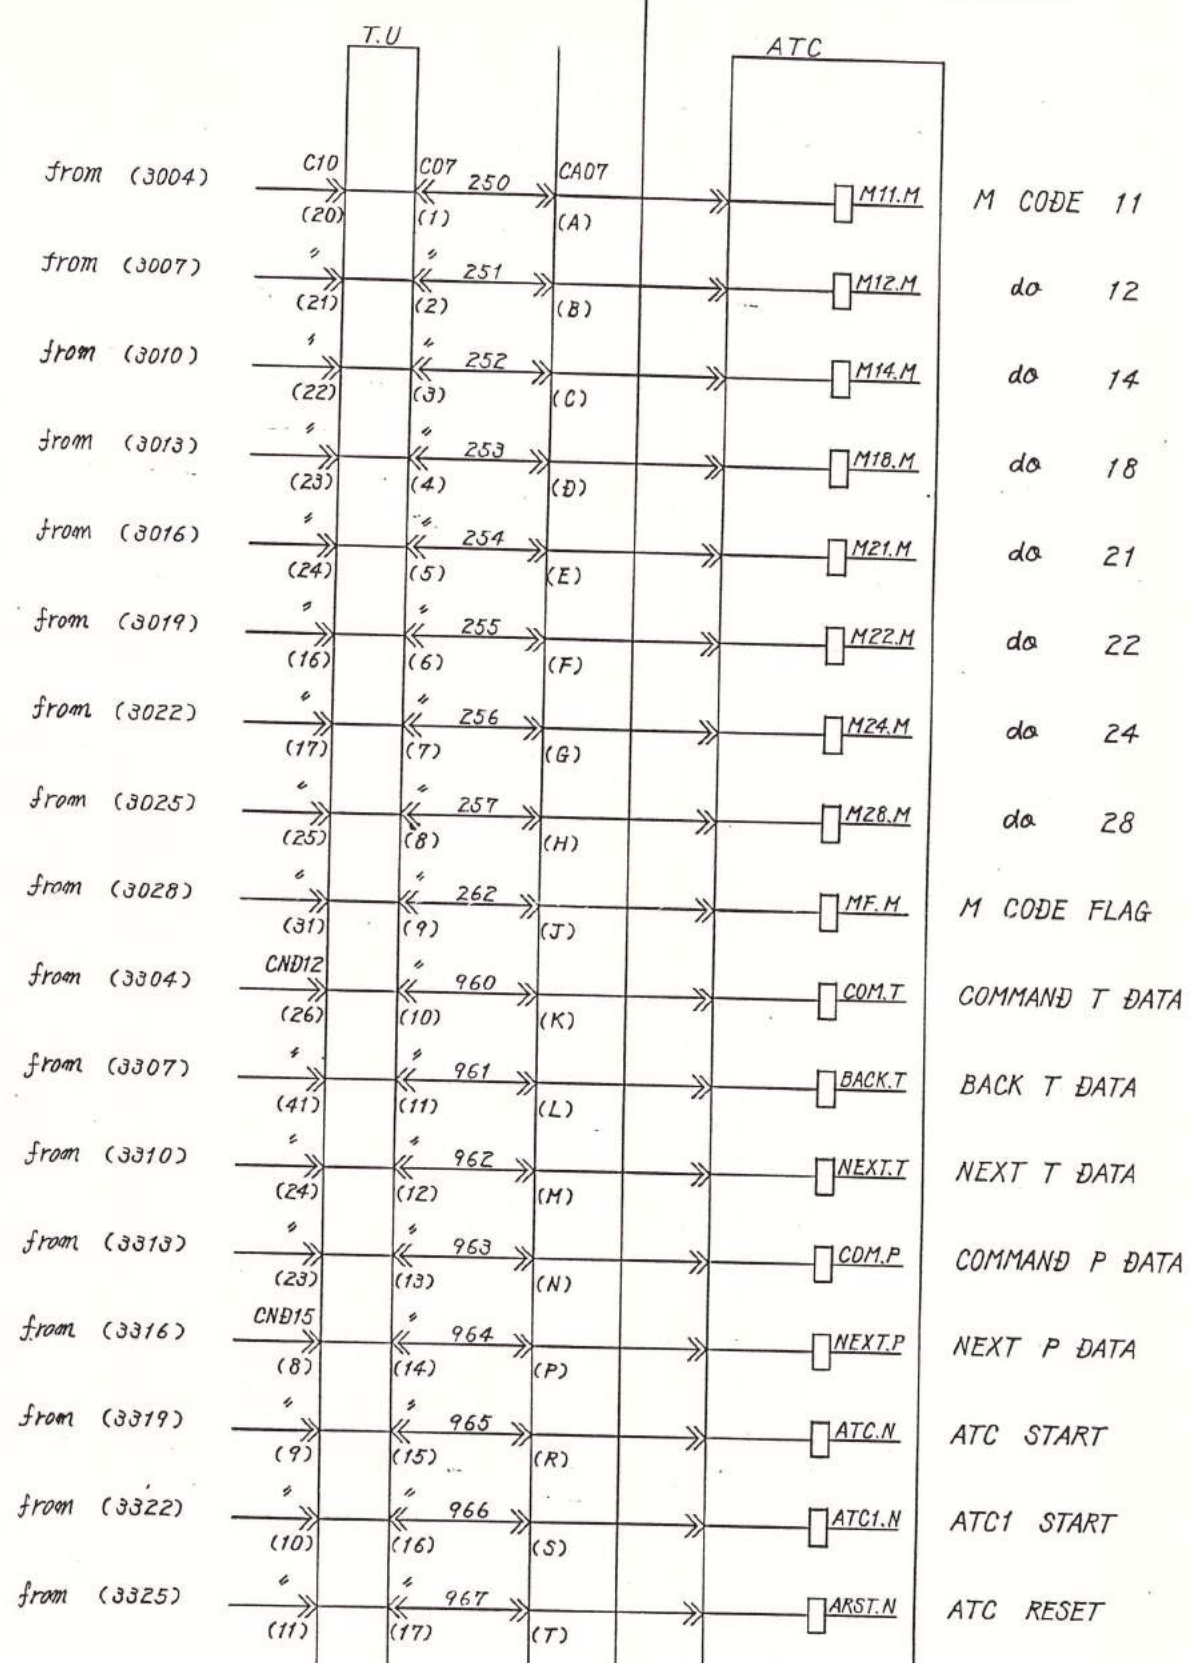 T.U ATC
from (3004) C10 C07 250 CA07 M11.M M CODE 11
(20) (1) (A)
from (3007) 〃 〃 251 M12.M do 12
(21) (2) (B)
from (3010) 〃 〃 252 M14.M do 14
(22) (3) (C)
from (3013) 〃 〃 253 M18.M do 18
(23) (4) (D)
from (3016) 〃 〃 254 M21.M do 21
(24) (5) (E)
from (3019) 〃 〃 255 M22.M do 22
(16) (6) (F)
from (3022) 〃 〃 256 M24.M do 24
(17) (7) (G)
from (3025) 〃 〃 257 M28.M do 28
(25) (8) (H)
from (3028) 〃 〃 262 MF.M M CODE FLAG
(31) (9) (J)
from (3304) CND12 〃 960 COM.T COMMAND T DATA
(26) (10) (K)
from (3307) 〃 〃 961 BACK.T BACK T DATA
(41) (11) (L)
from (3310) 〃 〃 962 NEXT.T NEXT T DATA
(24) (12) (M)
from (3313) 〃 〃 963 COM.P COMMAND P DATA
(23) (13) (N)
from (3316) CND15 〃 964 NEXT.P NEXT P DATA
(8) (14) (P)
from (3319) 〃 〃 965 ATC.N ATC START
(9) (15) (R)
from (3322) 〃 〃 966 ATC1.N ATC1 START
(10) (16) (S)
from (3325) 〃 〃 967 ARST.N ATC RESET
(11) (17) (T)